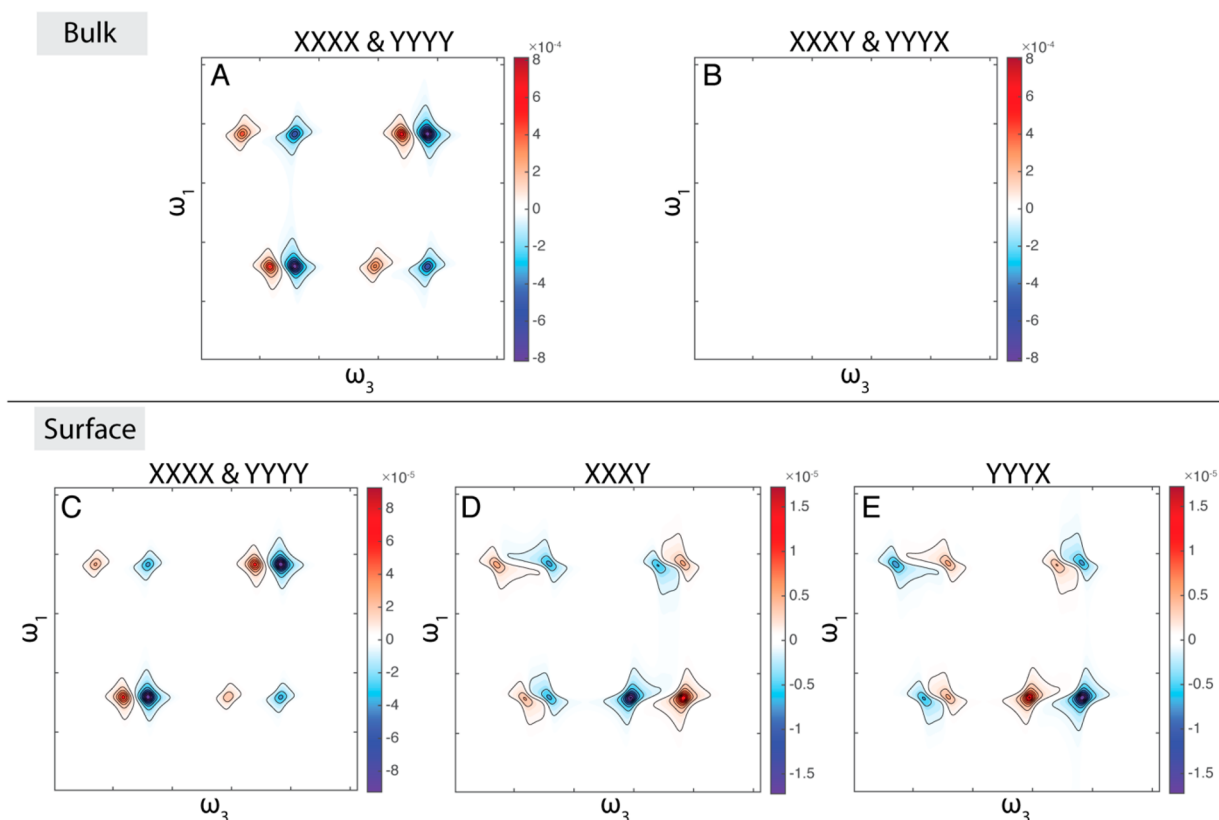 Bulk
XXXX & YYYY
XXXY & YYYX
A
B
×10⁻⁴
8
6
4
2
0
-2
-4
-6
-8
×10⁻⁴
8
6
4
2
0
-2
-4
-6
-8
ω₁
ω₁
ω₃
ω₃
Surface
XXXX & YYYY
XXXY
YYYX
C
D
E
×10⁻⁵
8
6
4
2
0
-2
-4
-6
-8
×10⁻⁵
1.5
1
0.5
0
-0.5
-1
-1.5
×10⁻⁵
1.5
1
0.5
0
-0.5
-1
-1.5
ω₁
ω₁
ω₁
ω₃
ω₃
ω₃